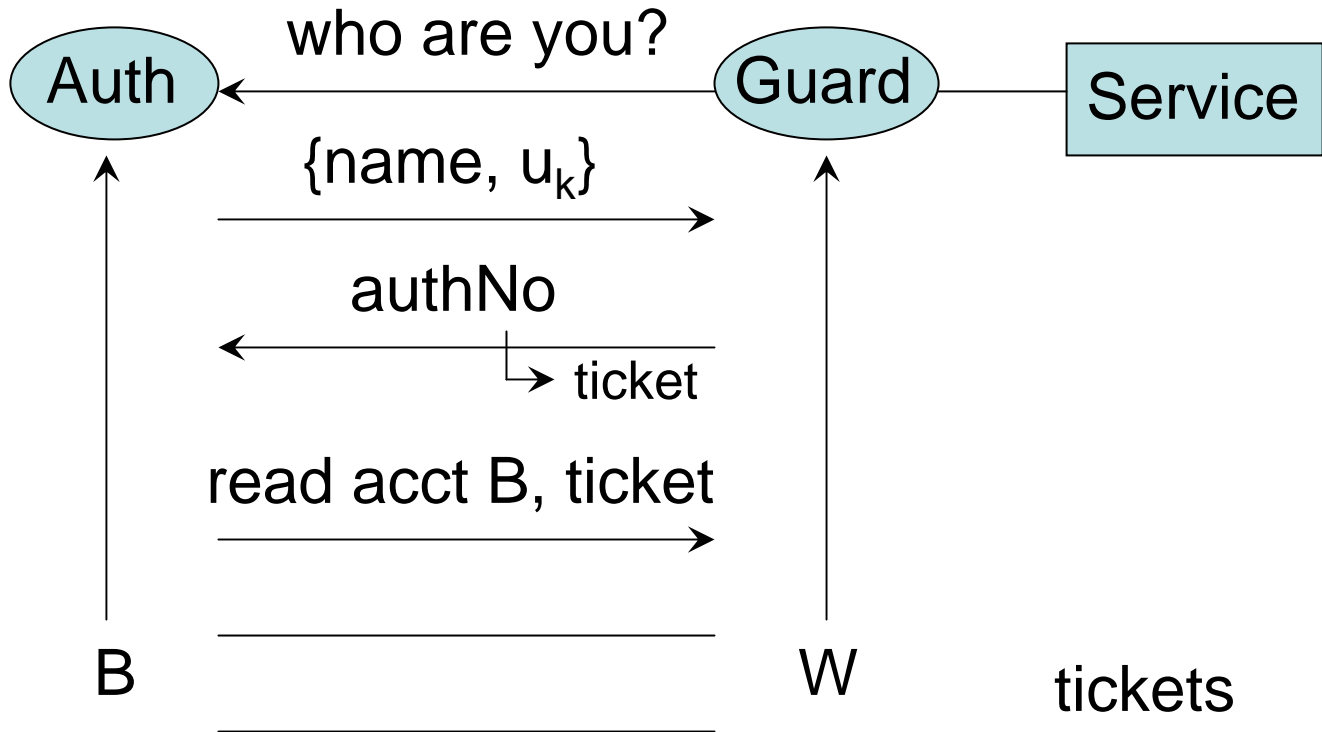 who are you?
Auth
Guard
Service
{name, uₖ}
authNo
ticket
read acct B, ticket
B
W
tickets